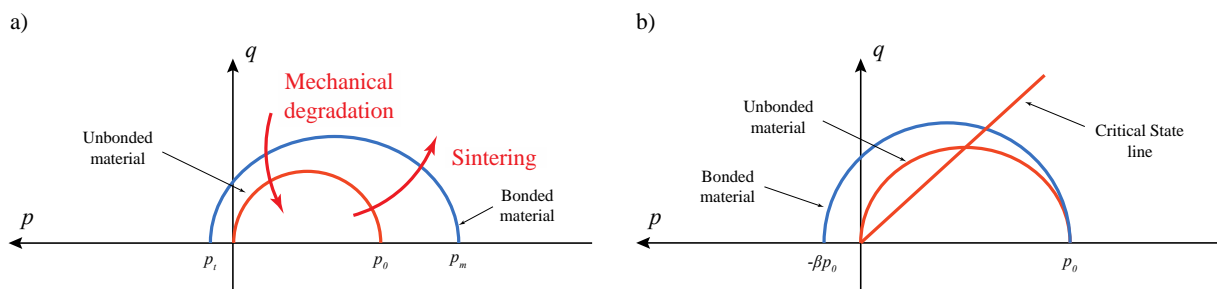 a)
q
Mechanical
degradation
Unbonded
material
Sintering
Bonded
material
p
p_t
p_0
p_m
b)
q
Unbonded
material
Critical State
line
Bonded
material
p
-βp_0
p_0